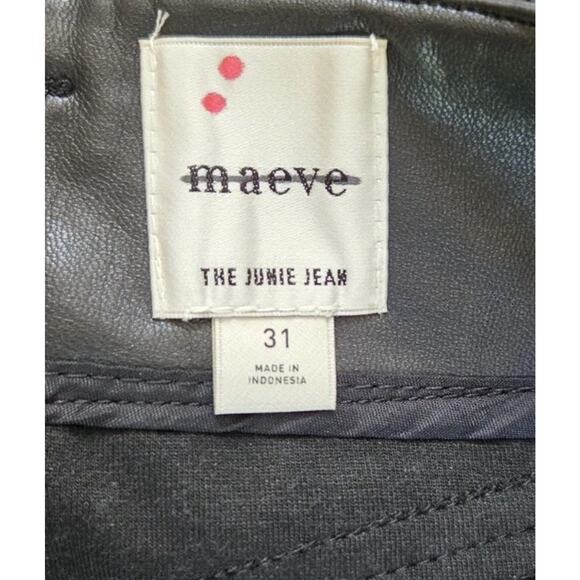 maeve
THE JUNIE JEAN
31
MADE IN
INDONESIA